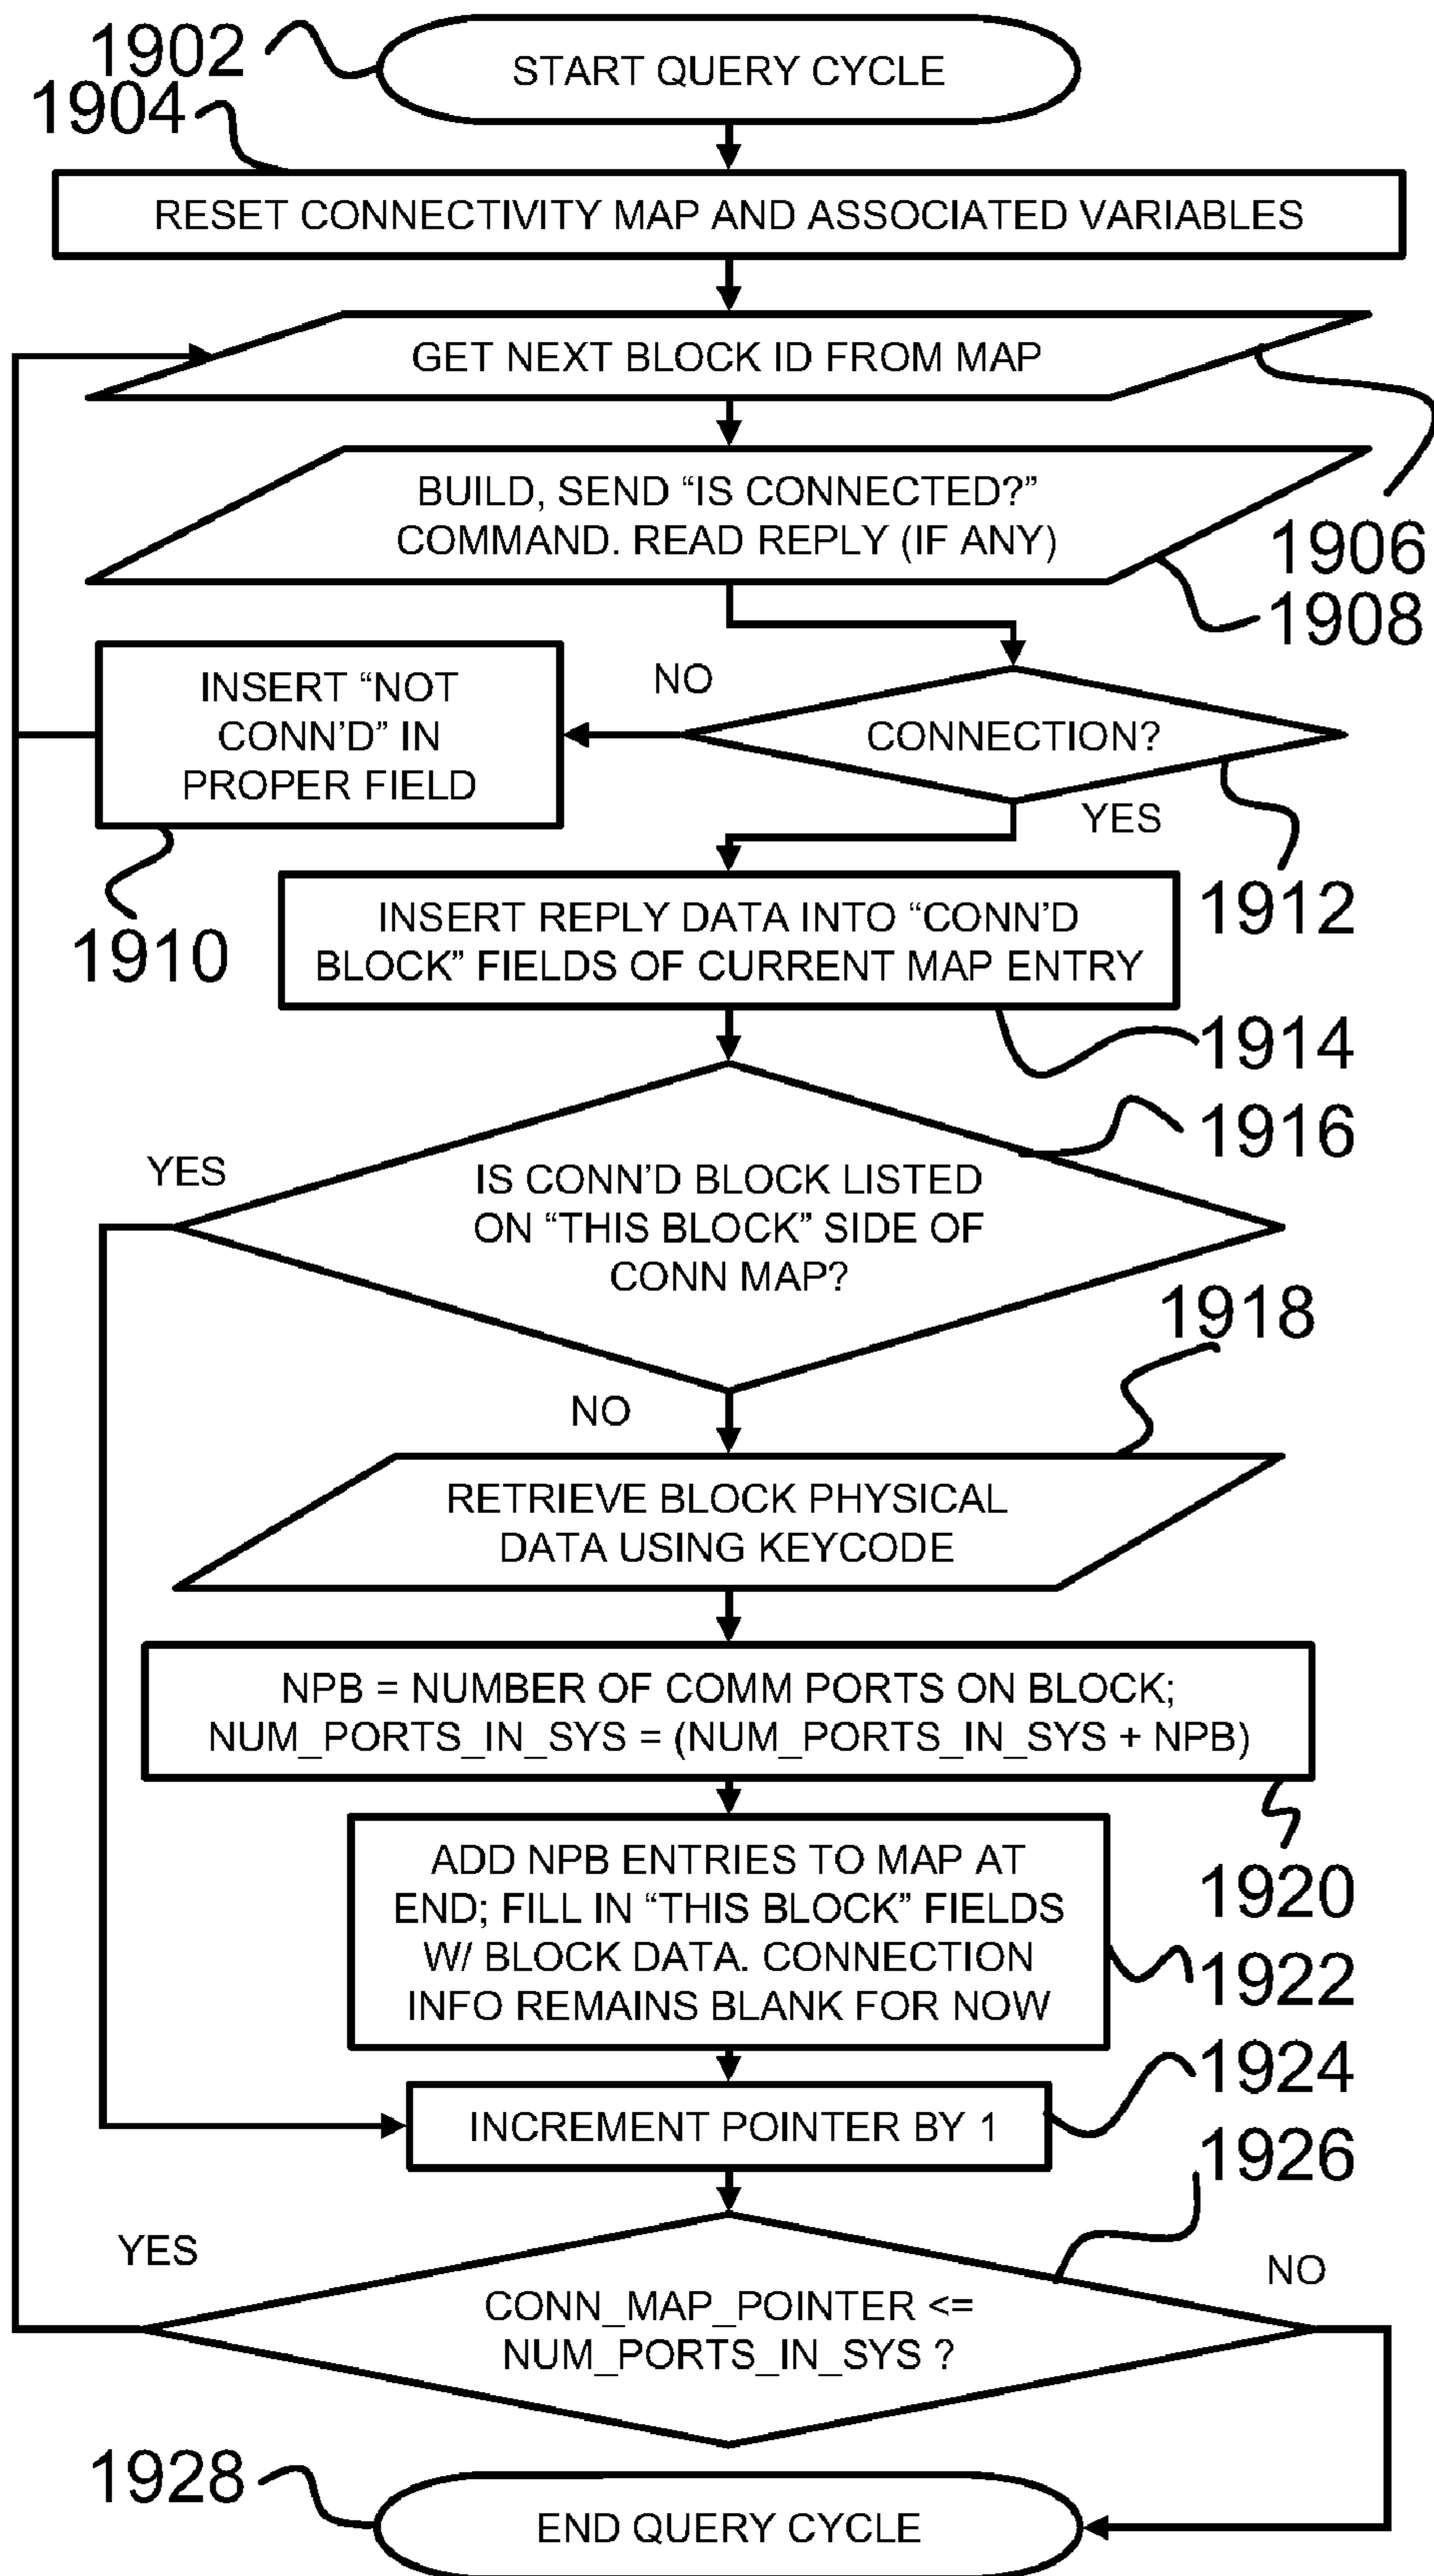 1902
START QUERY CYCLE
1904
RESET CONNECTIVITY MAP AND ASSOCIATED VARIABLES
GET NEXT BLOCK ID FROM MAP
1906
BUILD, SEND “IS CONNECTED?”
COMMAND. READ REPLY (IF ANY)
1908
CONNECTION?
1912
NO
INSERT “NOT
CONN’D” IN
PROPER FIELD
1910
YES
INSERT REPLY DATA INTO “CONN’D
BLOCK” FIELDS OF CURRENT MAP ENTRY
1914
1916
YES
IS CONN’D BLOCK LISTED
ON “THIS BLOCK” SIDE OF
CONN MAP?
NO
1918
RETRIEVE BLOCK PHYSICAL
DATA USING KEYCODE
NPB = NUMBER OF COMM PORTS ON BLOCK;
NUM_PORTS_IN_SYS = (NUM_PORTS_IN_SYS + NPB)
1920
ADD NPB ENTRIES TO MAP AT
END; FILL IN “THIS BLOCK” FIELDS
W/ BLOCK DATA. CONNECTION
INFO REMAINS BLANK FOR NOW
1922
1924
INCREMENT POINTER BY 1
1926
YES
CONN_MAP_POINTER <=
NUM_PORTS_IN_SYS ?
NO
1928
END QUERY CYCLE